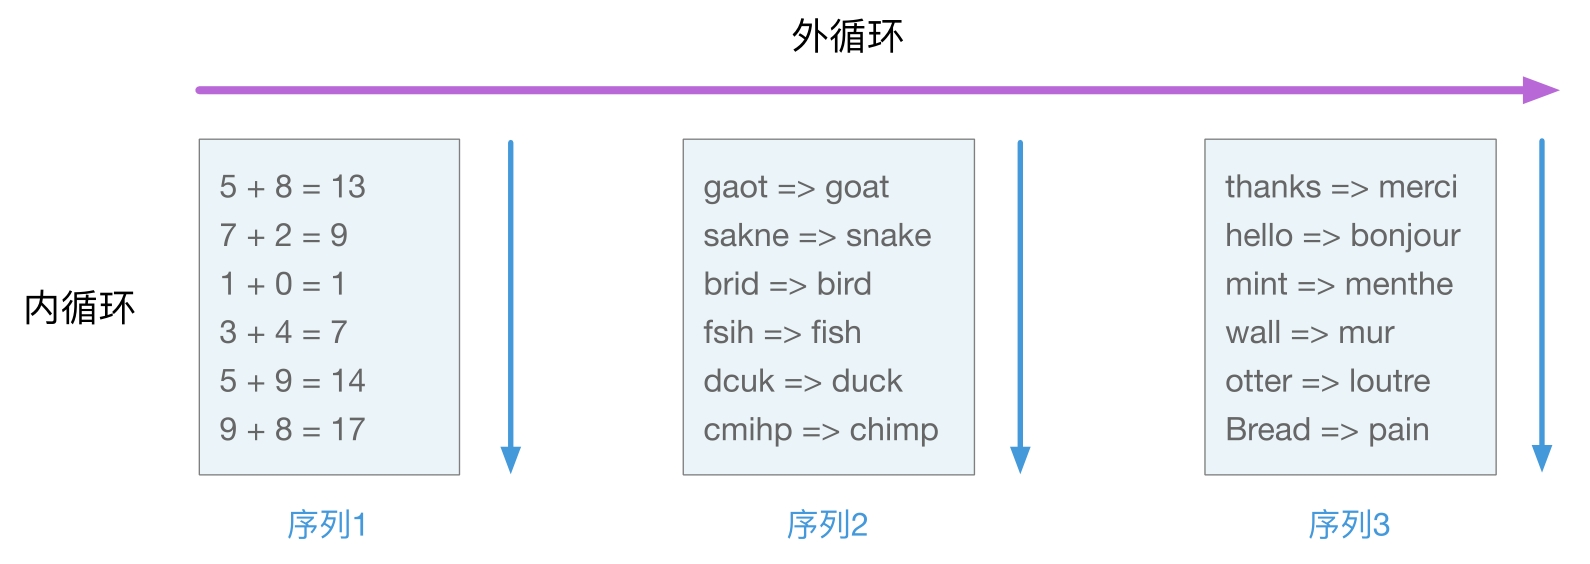 外循环
内循环
5 + 8 = 13
7 + 2 = 9
1 + 0 = 1
3 + 4 = 7
5 + 9 = 14
9 + 8 = 17
序列1
gaot => goat
sakne => snake
brid => bird
fsih => fish
dcuk => duck
cmihp => chimp
序列2
thanks => merci
hello => bonjour
mint => menthe
wall => mur
otter => loutre
Bread => pain
序列3